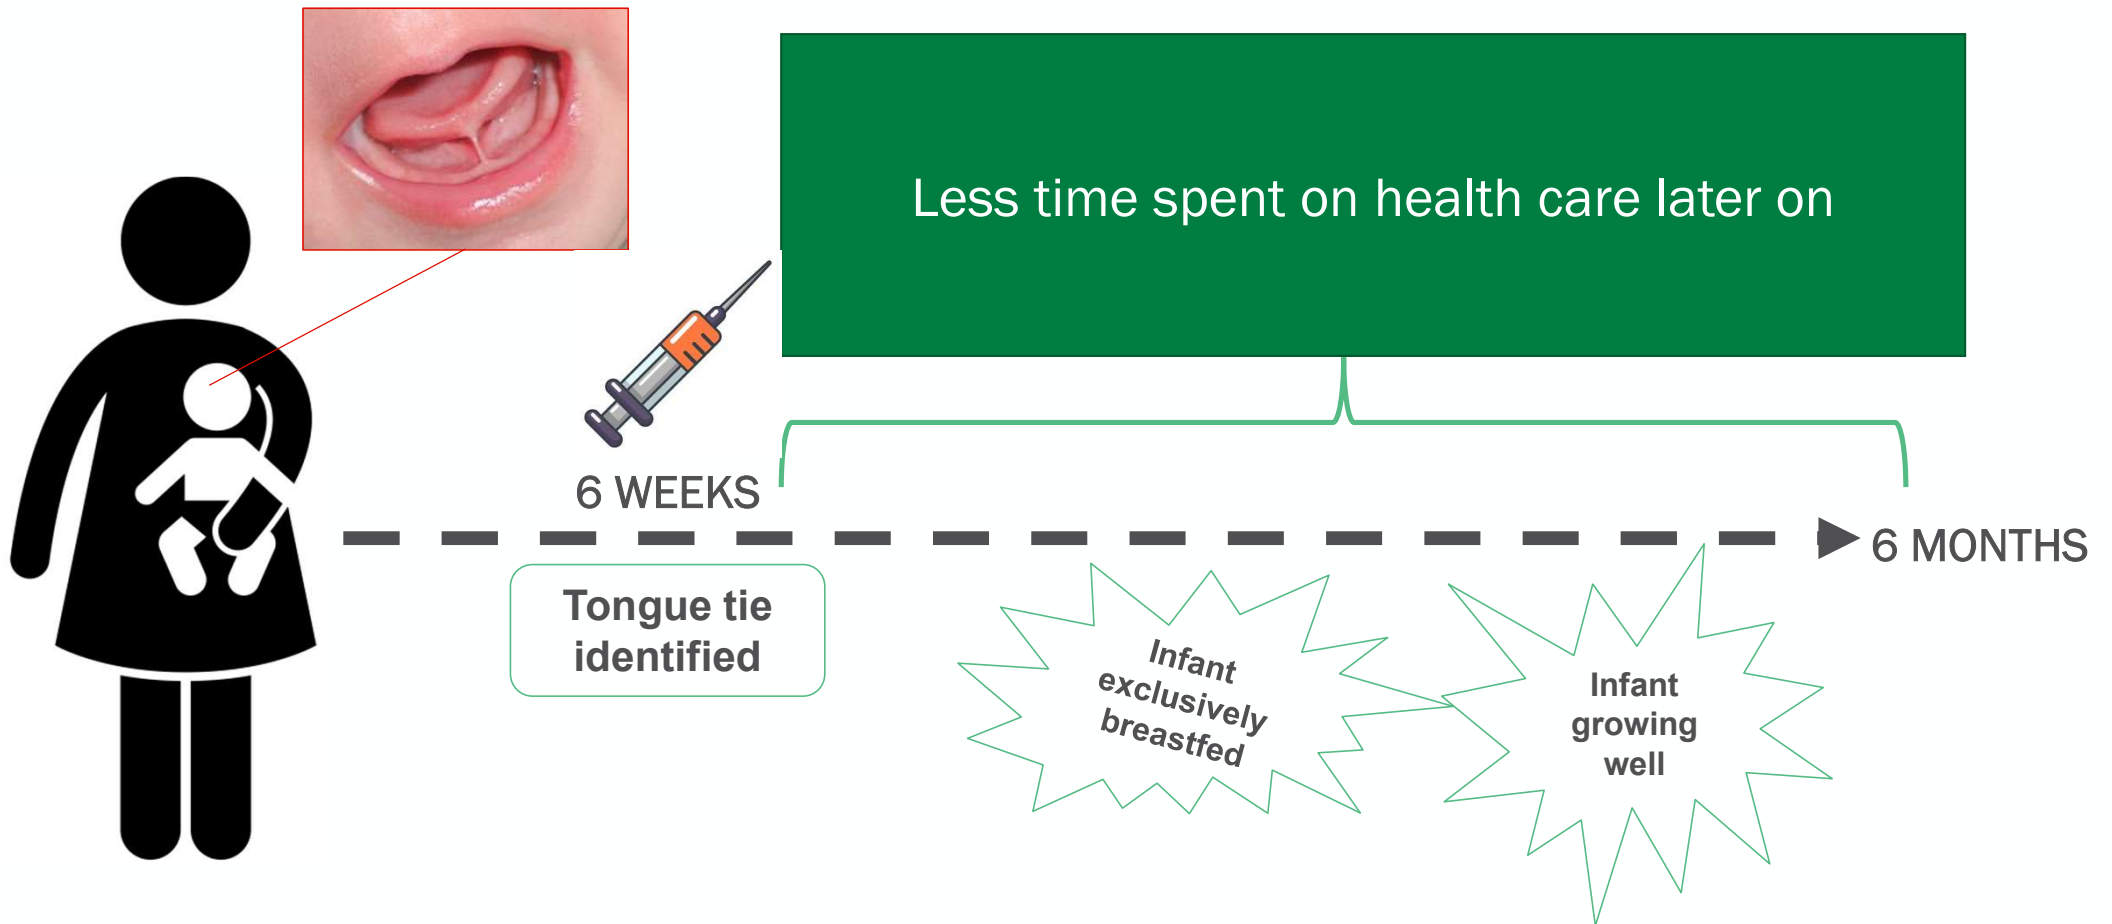 Less time spent on health care later on
6 WEEKS
6 MONTHS
Tongue tie
identified
Infant
exclusively
breastfed
Infant
growing
well